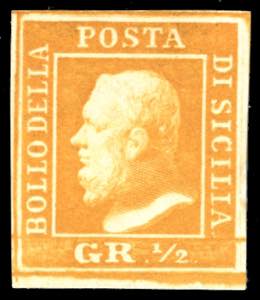 BOLLO DELLA
POSTA
DI SICILIA
GR. ½